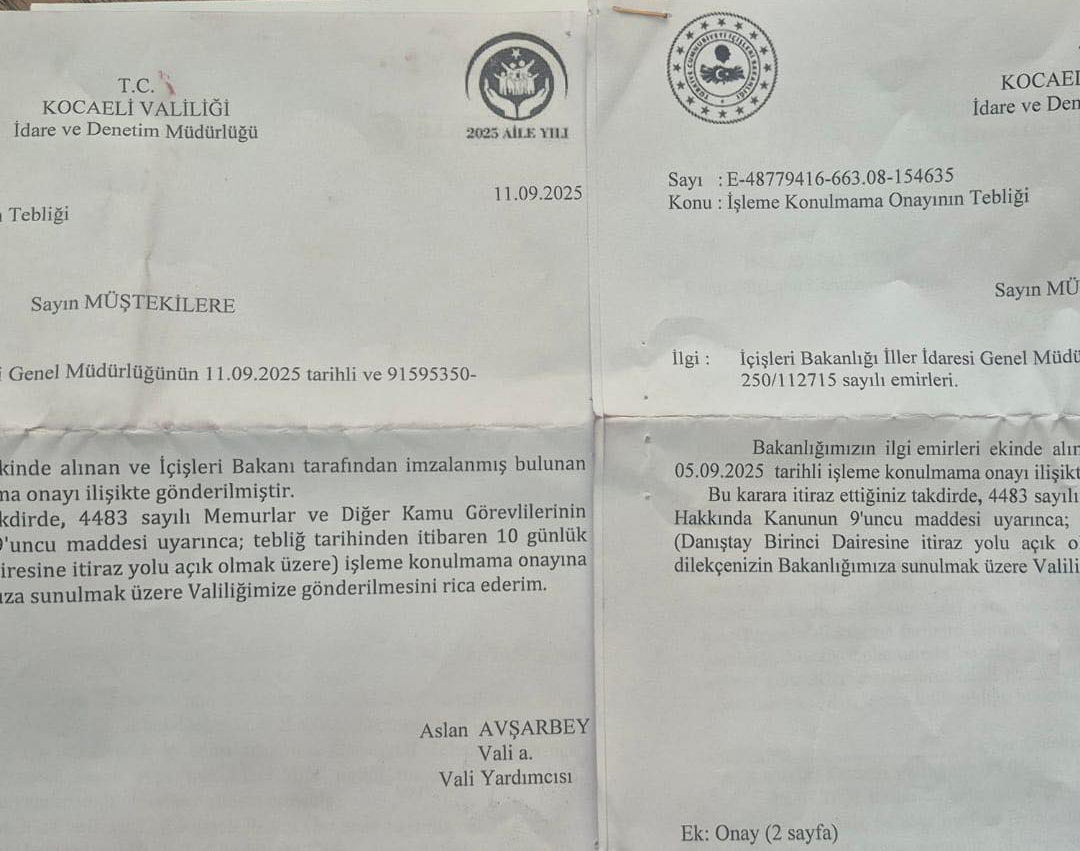 T.C.
KOCAELİ VALİLİĞİ
İdare ve Denetim Müdürlüğü
2025 AİLE YILI
11.09.2025
Tebliği
Sayın MÜŞTEKİLERE
Genel Müdürlüğünün 11.09.2025 tarihli ve 91595350-
kinde alınan ve İçişleri Bakanı tarafından imzalanmış bulunan
ma onayı ilişikte gönderilmiştir.
kdirde, 4483 sayılı Memurlar ve Diğer Kamu Görevlilerinin
9'uncu maddesi uyarınca; tebliğ tarihinden itibaren 10 günlük
iresine itiraz yolu açık olmak üzere) işleme konulmama onayına
ıza sunulmak üzere Valiliğimize gönderilmesini rica ederim.
Aslan AVŞARBEY
Vali a.
Vali Yardımcısı
TÜRKİYE CUMHURİYETİ İÇİŞLERİ BAKANLIĞI
KOCAEL
İdare ve Den
Sayı : E-48779416-663.08-154635
Konu : İşleme Konulmama Onayının Tebliği
Sayın MÜ
İlgi : İçişleri Bakanlığı İller İdaresi Genel Müdü
250/112715 sayılı emirleri.
Bakanlığımızın ilgi emirleri ekinde alın
05.09.2025 tarihli işleme konulmama onayı ilişikt
Bu karara itiraz ettiğiniz takdirde, 4483 sayılı
Hakkında Kanunun 9'uncu maddesi uyarınca;
(Danıştay Birinci Dairesine itiraz yolu açık o
dilekçenizin Bakanlığımıza sunulmak üzere Valili
Ek: Onay (2 sayfa)